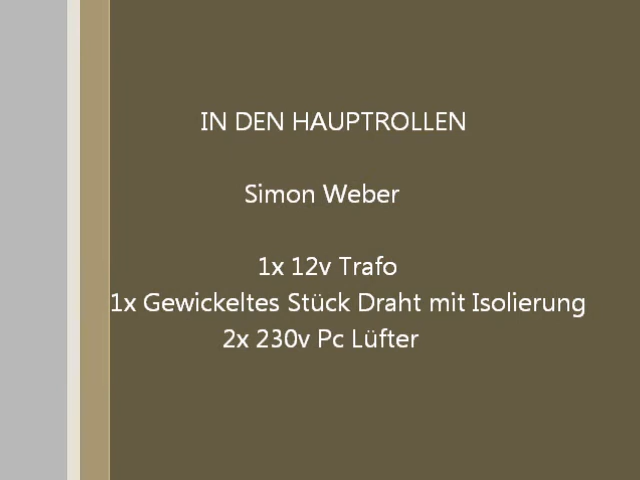 IN DEN HAUPTROLLEN
Simon Weber
1x 12v Trafo
1x Gewickeltes Stück Draht mit Isolierung
2x 230v Pc Lüfter